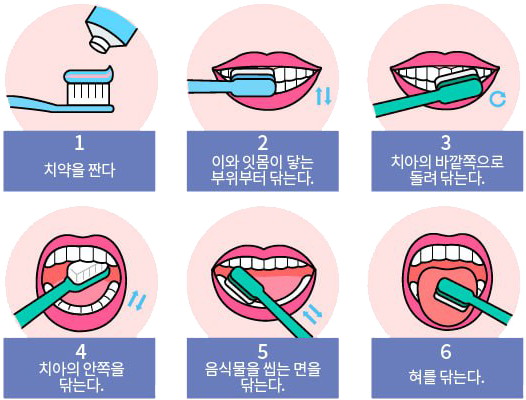 1
치약을 짠다
2
이와 잇몸이 닿는
부위부터 닦는다.
3
치아의 바깥쪽으로
돌려 닦는다.
4
치아의 안쪽을
닦는다.
5
음식물을 씹는 면을
닦는다.
6
혀를 닦는다.